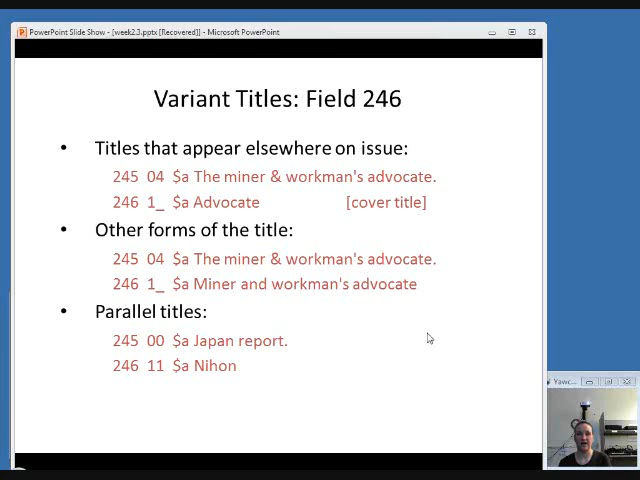 PowerPoint Slide Show - [week2.3.pptx [Recovered]] - Microsoft PowerPoint
Variant Titles: Field 246
• Titles that appear elsewhere on issue:
245 04 $a The miner & workman's advocate.
246 1_ $a Advocate [cover title]
• Other forms of the title:
245 04 $a The miner & workman's advocate.
246 1_ $a Miner and workman's advocate
• Parallel titles:
245 00 $a Japan report.
246 11 $a Nihon
Yawc...